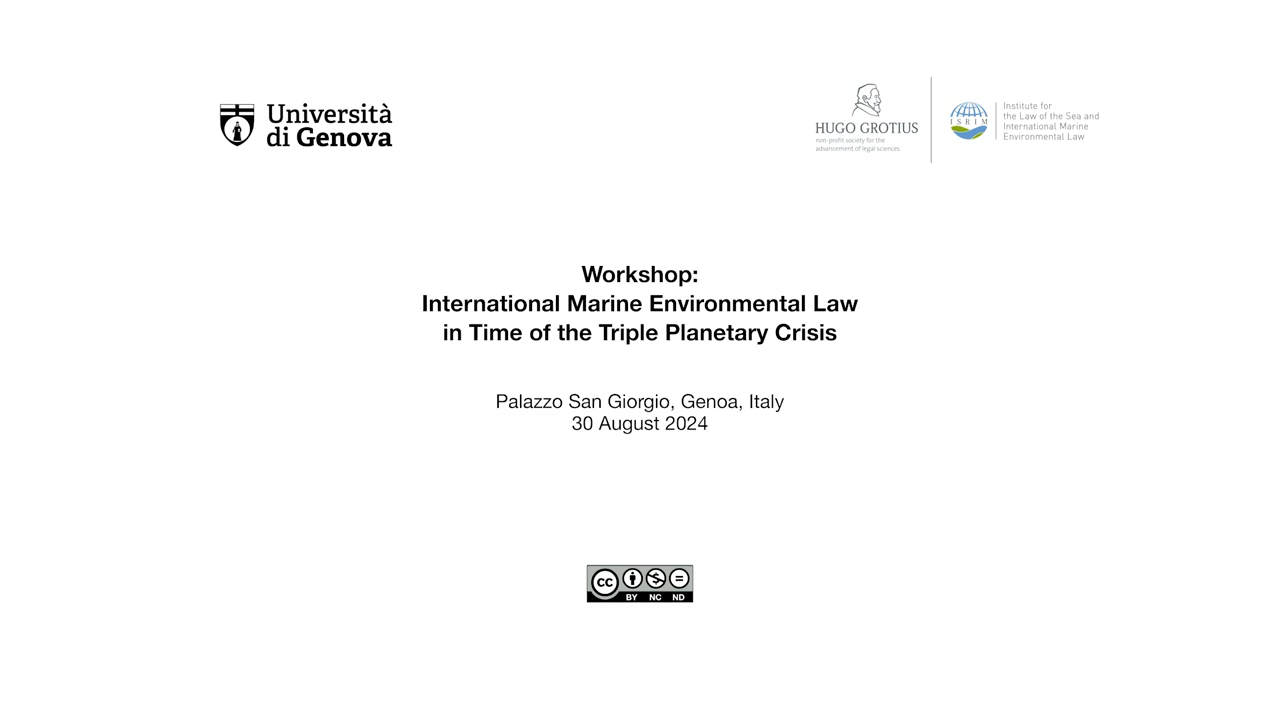 Università
di Genova
HUGO GROTIUS
non-profit society for the
advancement of legal sciences
ISRIM
Institute for
the Law of the Sea and
International Marine
Environmental Law
Workshop:
International Marine Environmental Law
in Time of the Triple Planetary Crisis
Palazzo San Giorgio, Genoa, Italy
30 August 2024
cc
BY NC ND